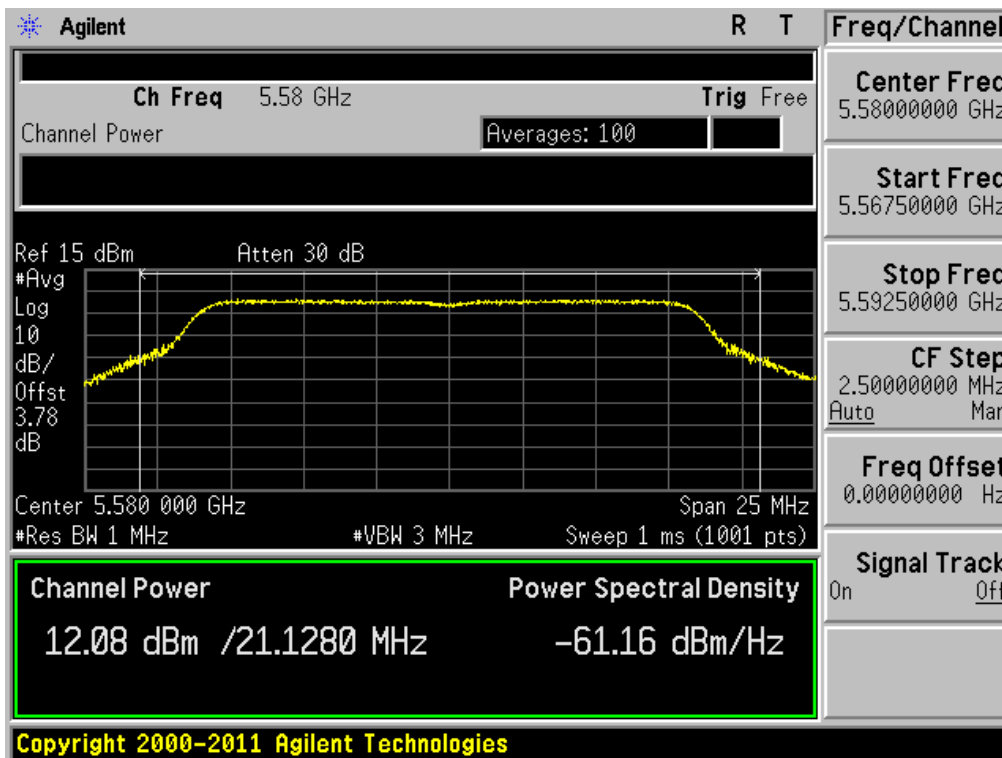 Agilent R T Freq/Channel
Ch Freq 5.58 GHz Trig Free
Channel Power Averages: 100
Center Freq
5.58000000 GHz
Start Freq
5.56750000 GHz
Stop Freq
5.59250000 GHz
CF Step
2.50000000 MHz
Auto Man
Freq Offset
0.00000000 Hz
Signal Track
On Off
Ref 15 dBm Atten 30 dB
#Avg
Log
10
dB/
Offst
3.78
dB
Center 5.580 000 GHz Span 25 MHz
#Res BW 1 MHz #VBW 3 MHz Sweep 1 ms (1001 pts)
Channel Power Power Spectral Density
12.08 dBm /21.1280 MHz -61.16 dBm/Hz
Copyright 2000-2011 Agilent Technologies